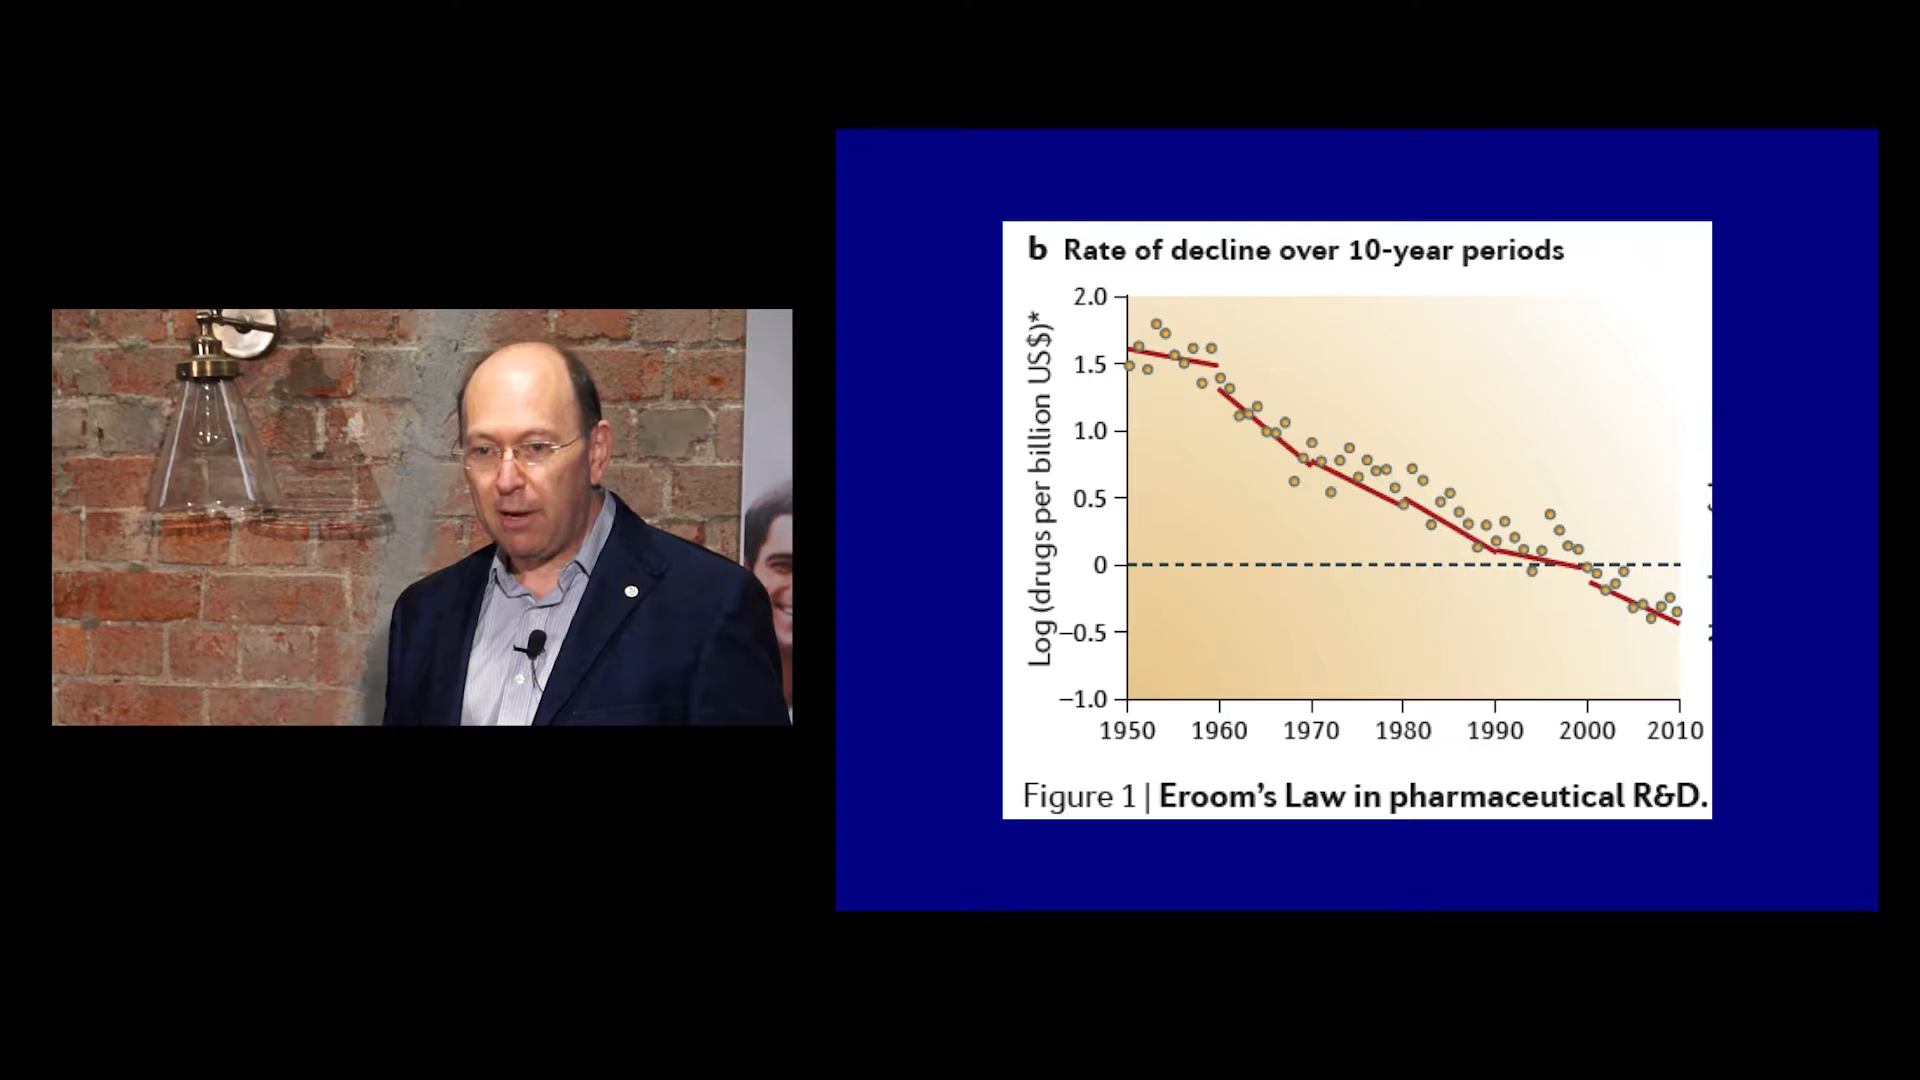 b Rate of decline over 10-year periods
Log (drugs per billion US$)*
2.0
1.5
1.0
0.5
0
–0.5
–1.0
1950 1960 1970 1980 1990 2000 2010
Figure 1 | Eroom’s Law in pharmaceutical R&D.